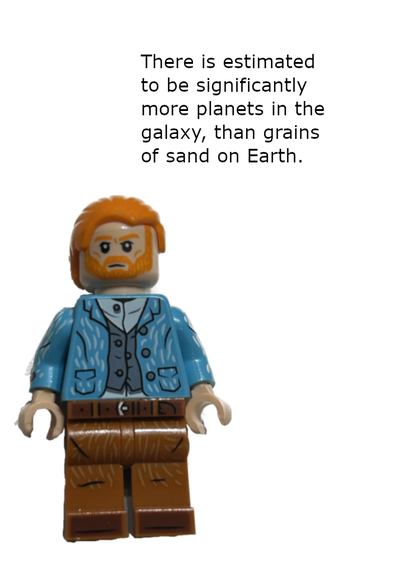 There is estimated
to be significantly
more planets in the
galaxy, than grains
of sand on Earth.